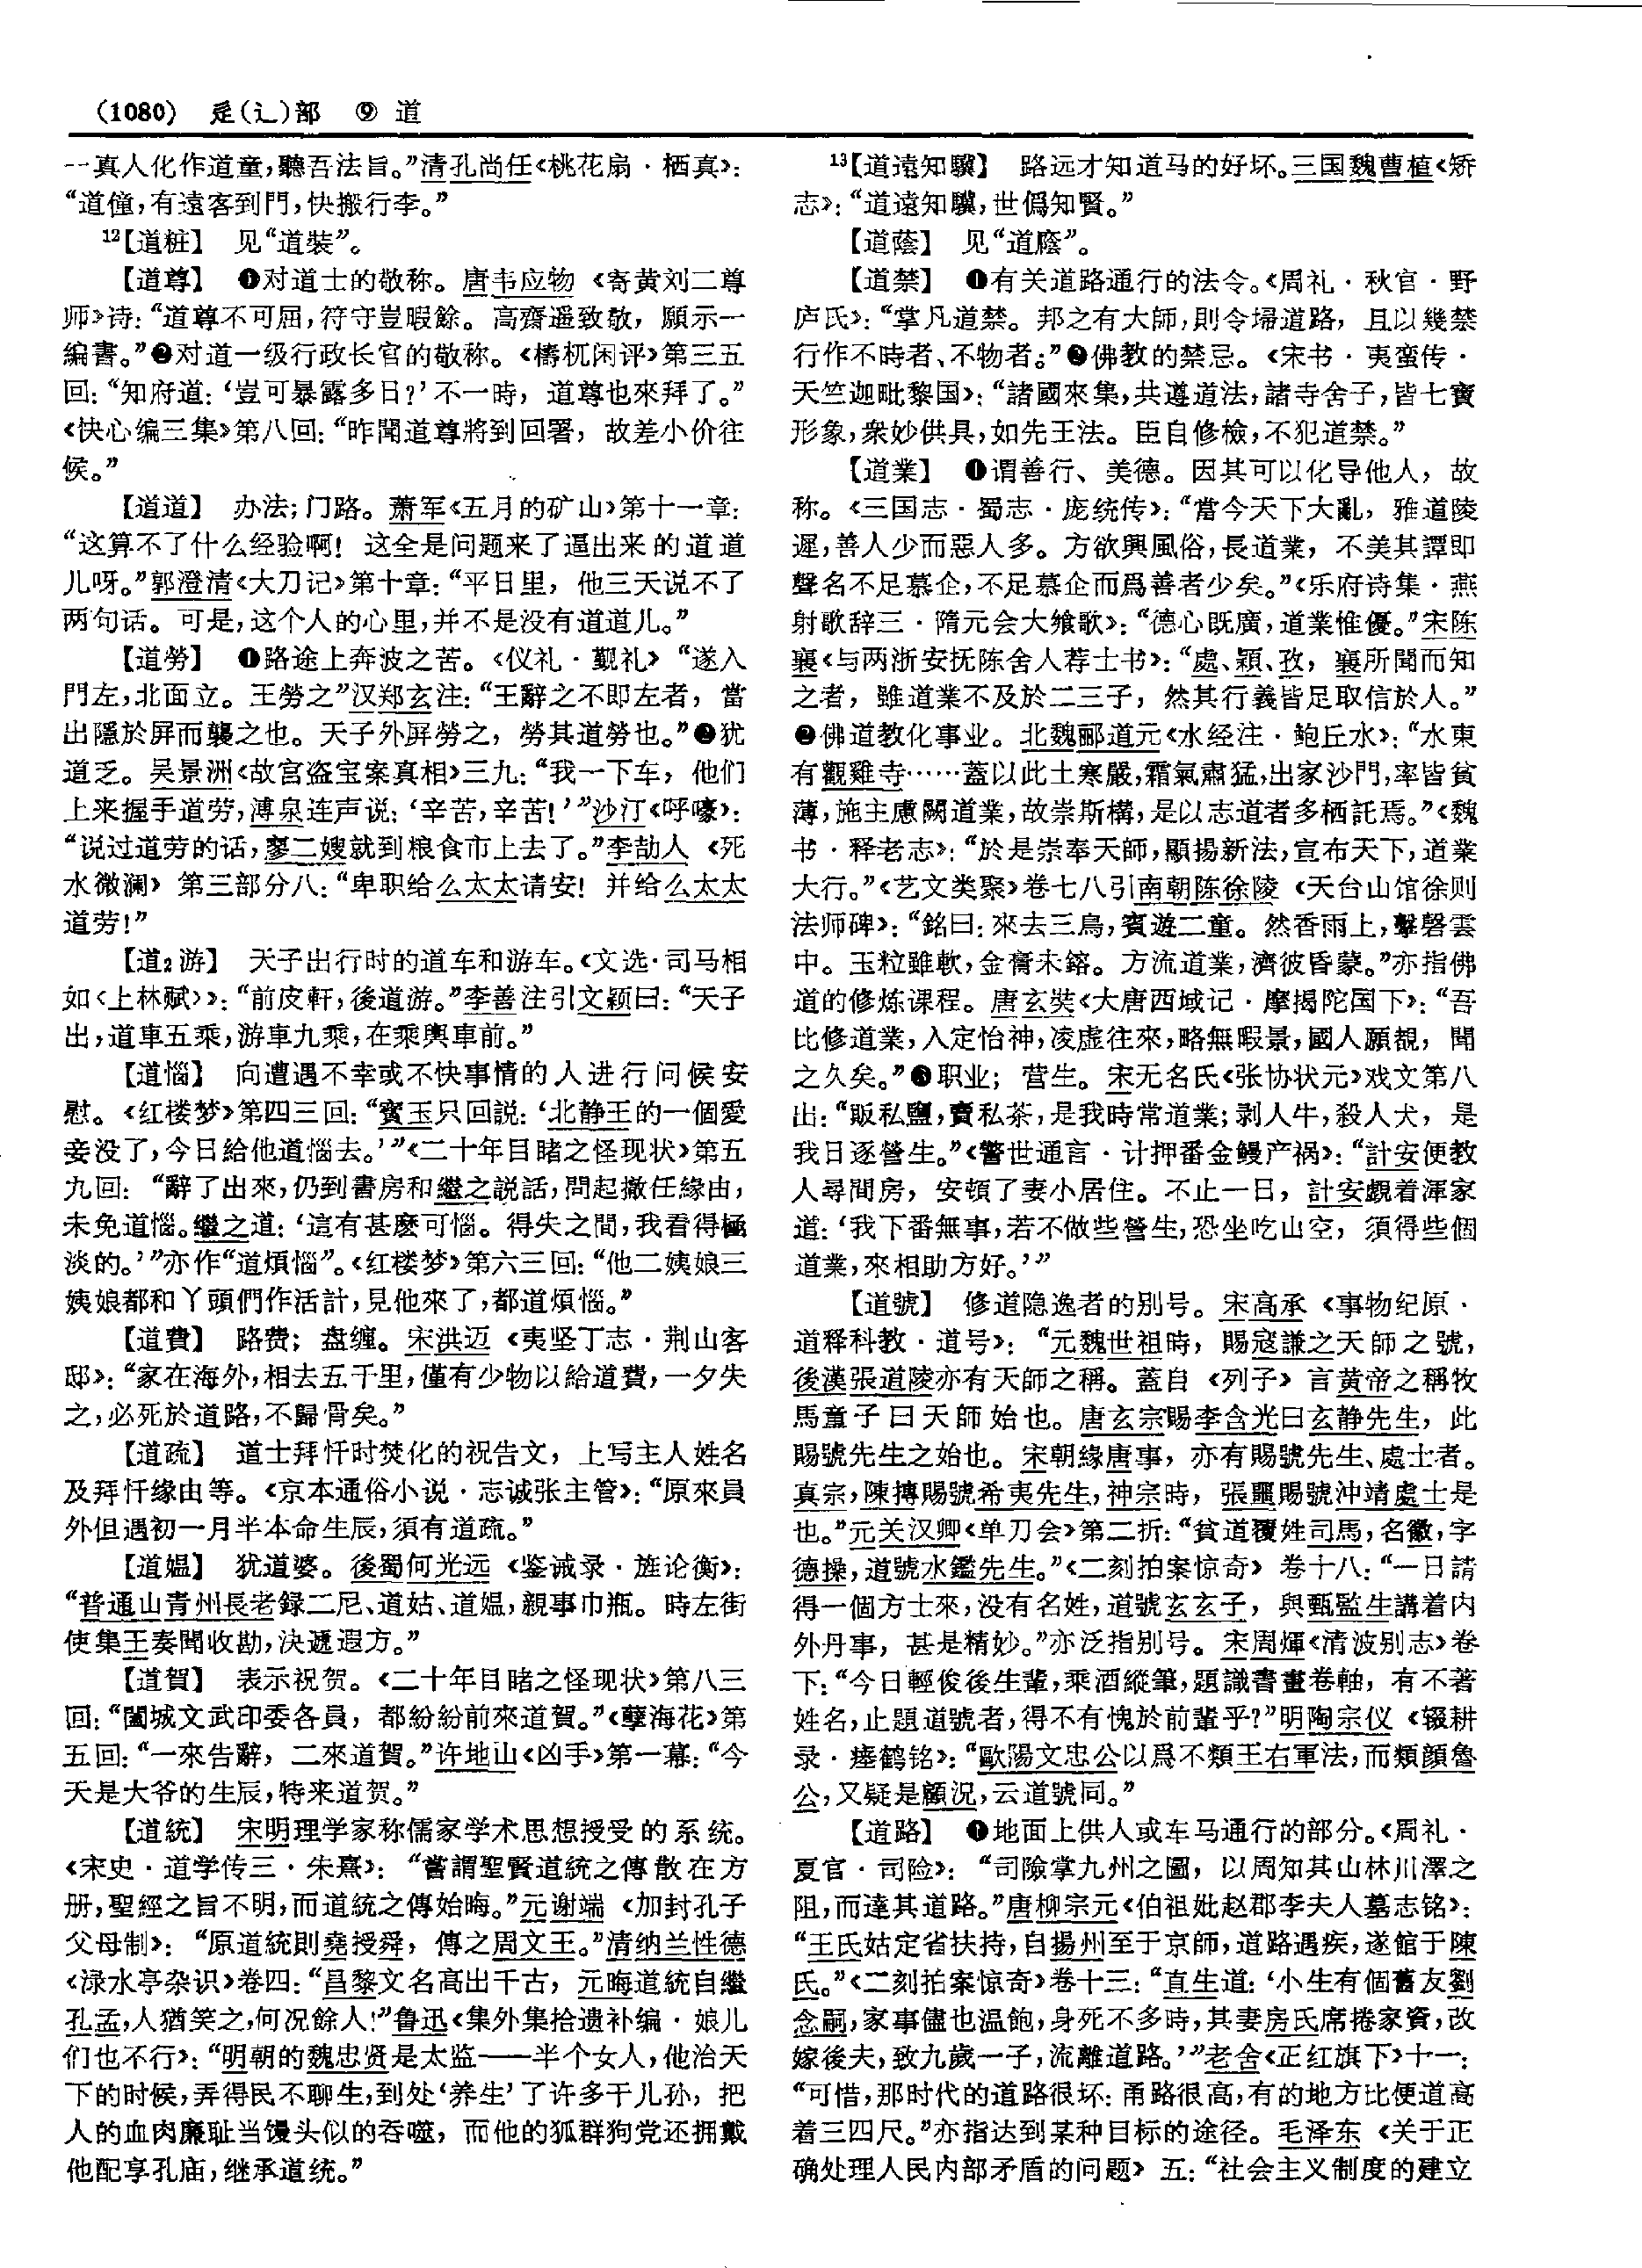 (1080) 辵(辶)部 ⑨ 道
一真人化作道童，聽吾法旨。”清孔尚任《桃花扇·栖真》：
“道僮，有遠客到門，快搬行李。”
12【道粧】 见“道裝”。
【道尊】 ❶对道士的敬称。唐韦应物《寄黄刘二尊
师》诗：“道尊不可屈，符守豈暇餘。高齋遥致敬，願示一
編書。”❷对道一级行政长官的敬称。《梼杌闲评》第三五
回：“知府道：‘豈可暴露多日？’不一時，道尊也來拜了。”
《快心编三集》第八回：“昨聞道尊將到回署，故差小价往
候。”
【道道】 办法；门路。萧军《五月的矿山》第十一章：
“这算不了什么经验啊！这全是问题来了逼出来的道道
儿呀。”郭澄清《大刀记》第十章：“平日里，他三天说不了
两句话。可是，这个人的心里，并不是没有道道儿。”
【道勞】 ❶路途上奔波之苦。《仪礼·觐礼》“遂入
門左，北面立。王勞之”汉郑玄注：“王辭之不即左者，當
出隱於屏而襲之也。天子外屏勞之，勞其道勞也。”❷犹
道乏。吴景洲《故宫盗宝案真相》三九：“我一下车，他们
上来握手道劳，溥泉连声说：‘辛苦，辛苦！’”沙汀《呼嚎》：
“说过道劳的话，廖二嫂就到粮食市上去了。”李劼人《死
水微澜》第三部分八：“卑职给么太太请安！并给么太太
道劳！”
【道₂游】 天子出行时的道车和游车。《文选·司马相
如〈上林赋〉》：“前皮軒，後道游。”李善注引文颖曰：“天子
出，道車五乘，游車九乘，在乘輿車前。”
【道惱】 向遭遇不幸或不快事情的人进行问候安
慰。《红楼梦》第四三回：“寳玉只回説：‘北静王的一個愛
妾没了，今日給他道惱去。’”《二十年目睹之怪现状》第五
九回：“辭了出來，仍到書房和繼之説話，問起撤任緣由，
未免道惱。繼之道：‘這有甚麽可惱。得失之間，我看得極
淡的。’”亦作“道煩惱”。《红楼梦》第六三回：“他二姨娘三
姨娘都和丫頭們作活計，見他來了，都道煩惱。”
【道費】 路费；盘缠。宋洪迈《夷坚丁志·荆山客
邸》：“家在海外，相去五千里，僅有少物以給道費，一夕失
之，必死於道路，不歸骨矣。”
【道疏】 道士拜忏时焚化的祝告文，上写主人姓名
及拜忏缘由等。《京本通俗小说·志诚张主管》：“原來員
外但遇初一月半本命生辰，須有道疏。”
【道媪】 犹道婆。後蜀何光远《鉴诫录·旌论衡》：
“普通山青州長老録二尼、道姑、道媪，親事巾瓶。時左街
使集王奏聞收勘，決遞遐方。”
【道賀】 表示祝贺。《二十年目睹之怪现状》第八三
回：“闔城文武印委各員，都紛紛前來道賀。”《孽海花》第
五回：“一來告辭，二來道賀。”许地山《凶手》第一幕：“今
天是大爷的生辰，特来道贺。”
【道統】 宋明理学家称儒家学术思想授受的系统。
《宋史·道学传三·朱熹》：“嘗謂聖賢道統之傳散在方
册，聖經之旨不明，而道統之傳始晦。”元谢端《加封孔子
父母制》：“原道統則堯授舜，傳之周文王。”清纳兰性德
《渌水亭杂识》卷四：“昌黎文名高出千古，元晦道統自繼
孔孟，人猶笑之，何况餘人！”鲁迅《集外集拾遗补编·娘儿
们也不行》：“明朝的魏忠贤是太监——半个女人，他治天
下的时候，弄得民不聊生，到处‘养生’了许多干儿孙，把
人的血肉廉耻当馒头似的吞噬，而他的狐群狗党还拥戴
他配享孔庙，继承道统。”
13【道遠知驥】 路远才知道马的好坏。三国魏曹植《矫
志》：“道遠知驥，世僞知賢。”
【道蔭】 见“道廕”。
【道禁】 ❶有关道路通行的法令。《周礼·秋官·野
庐氏》：“掌凡道禁。邦之有大師，則令埽道路，且以幾禁
行作不時者、不物者。”❷佛教的禁忌。《宋书·夷蛮传·
天竺迦毗黎国》：“諸國來集，共遵道法，諸寺舍子，皆七寳
形象，衆妙供具，如先王法。臣自修檢，不犯道禁。”
【道業】 ❶谓善行、美德。因其可以化导他人，故
称。《三国志·蜀志·庞统传》：“當今天下大亂，雅道陵
遲，善人少而惡人多。方欲興風俗，長道業，不美其譚即
聲名不足慕企，不足慕企而爲善者少矣。”《乐府诗集·燕
射歌辞三·隋元会大飨歌》：“德心既廣，道業惟優。”宋陈
襄《与两浙安抚陈舍人荐士书》：“處、穎、孜，襄所聞而知
之者，雖道業不及於二三子，然其行義皆足取信於人。”
❷佛道教化事业。北魏郦道元《水经注·鲍丘水》：“水東
有觀雞寺……蓋以此土寒嚴，霜氣肅猛，出家沙門，率皆貧
薄，施主慮闕道業，故崇斯構，是以志道者多栖託焉。”《魏
书·释老志》：“於是崇奉天師，顯揚新法，宣布天下，道業
大行。”《艺文类聚》卷七八引南朝陈徐陵《天台山馆徐则
法师碑》：“銘曰：來去三鳥，賓遊二童。然香雨上，擊磬雲
中。玉粒雖軟，金膏未鎔。方流道業，濟彼昏蒙。”亦指佛
道的修炼课程。唐玄奘《大唐西域记·摩揭陀国下》：“吾
比修道業，入定怡神，凌虚往來，略無暇景，國人願覩，聞
之久矣。”❸职业；营生。宋无名氏《张协状元》戏文第八
出：“販私鹽，賣私茶，是我時常道業；剥人牛，殺人犬，是
我日逐營生。”《警世通言·计押番金鳗产祸》：“計安便教
人尋間房，安頓了妻小居住。不止一日，計安覷着渾家
道：‘我下番無事，若不做些營生，恐坐吃山空，須得些個
道業，來相助方好。’”
【道號】 修道隐逸者的别号。宋高承《事物纪原·
道释科教·道号》：“元魏世祖時，賜寇謙之天師之號，
後漢張道陵亦有天師之稱。蓋自《列子》言黄帝之稱牧
馬童子曰天師始也。唐玄宗賜李含光曰玄静先生，此
賜號先生之始也。宋朝緣唐事，亦有賜號先生、處士者。
真宗，陳摶賜號希夷先生，神宗時，張𦒋賜號沖靖處士是
也。”元关汉卿《单刀会》第二折：“貧道覆姓司馬，名徽，字
德操，道號水鑑先生。”《二刻拍案惊奇》卷十八：“一日請
得一個方士來，没有名姓，道號玄玄子，與甄監生講着内
外丹事，甚是精妙。”亦泛指别号。宋周煇《清波别志》卷
下：“今日輕俊後生輩，乘酒縱筆，題識書畫卷軸，有不著
姓名，止題道號者，得不有愧於前輩乎？”明陶宗仪《辍耕
录·瘗鹤铭》：“歐陽文忠公以爲不類王右軍法，而類顔魯
公，又疑是顧況，云道號同。”
【道路】 ❶地面上供人或车马通行的部分。《周礼·
夏官·司险》：“司險掌九州之圖，以周知其山林川澤之
阻，而達其道路。”唐柳宗元《伯祖妣赵郡李夫人墓志铭》：
“王氏姑定省扶持，自揚州至于京師，道路遇疾，遂館于陳
氏。”《二刻拍案惊奇》卷十三：“直生道：‘小生有個舊友劉
念嗣，家事儘也温飽，身死不多時，其妻房氏席捲家資，改
嫁後夫，致九歲一子，流離道路。’”老舍《正红旗下》十一：
“可惜，那时代的道路很坏：甬路很高，有的地方比便道高
着三四尺。”亦指达到某种目标的途径。毛泽东《关于正
确处理人民内部矛盾的问题》五：“社会主义制度的建立